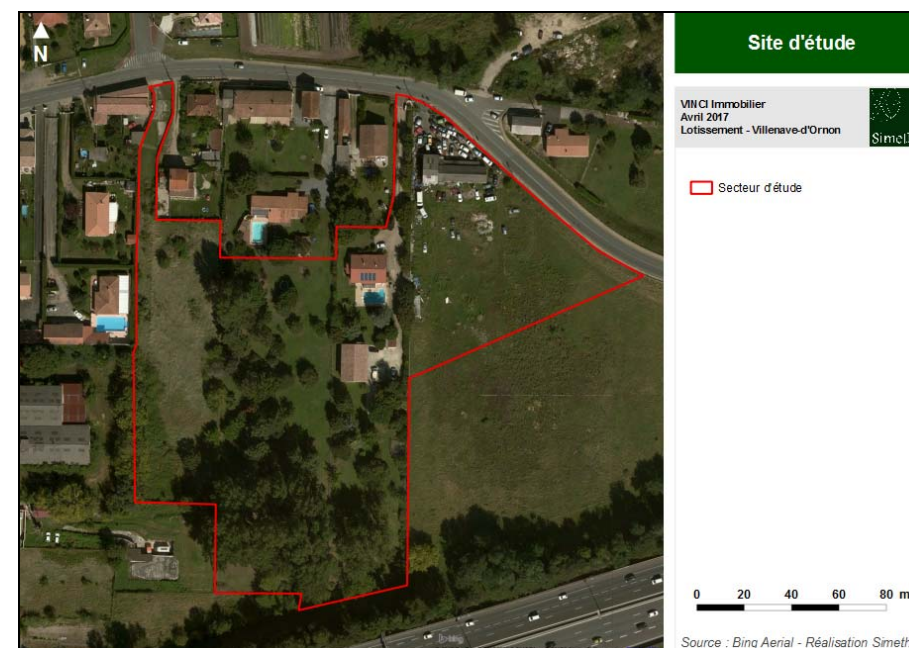 N
Site d'étude
VINCI Immobilier
Avril 2017
Lotissement - Villenave-d'Ornon
Secteur d'étude
0 20 40 60 80 m
Source : Bing Aerial - Réalisation Simeth